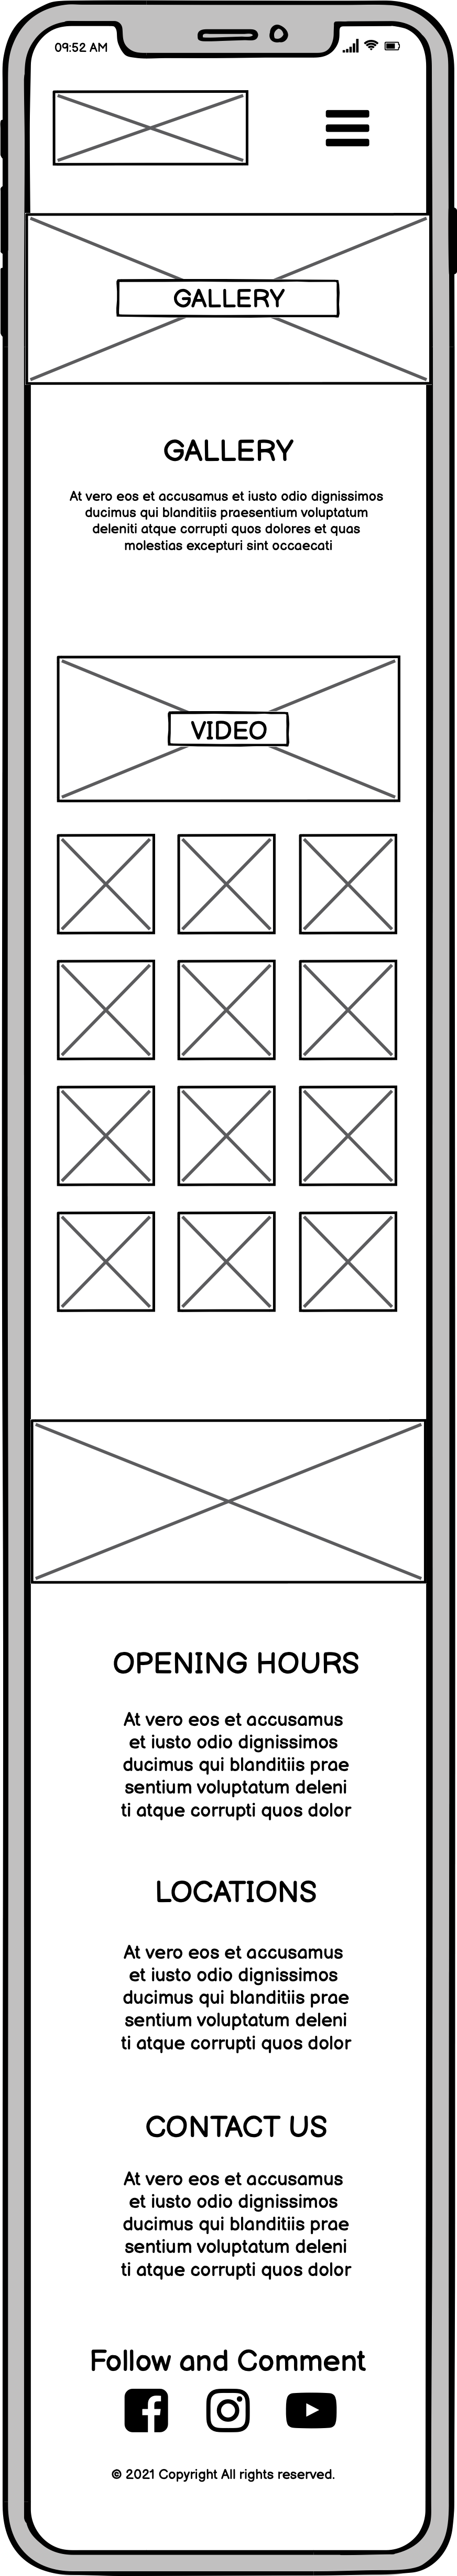 09:52 AM
GALLERY
GALLERY
At vero eos et accusamus et iusto odio dignissimos
ducimus qui blanditiis praesentium voluptatum
deleniti atque corrupti quos dolores et quas
molestias excepturi sint occaecati
VIDEO
OPENING HOURS
At vero eos et accusamus
et iusto odio dignissimos
ducimus qui blanditiis prae
sentium voluptatum deleni
ti atque corrupti quos dolor
LOCATIONS
At vero eos et accusamus
et iusto odio dignissimos
ducimus qui blanditiis prae
sentium voluptatum deleni
ti atque corrupti quos dolor
CONTACT US
At vero eos et accusamus
et iusto odio dignissimos
ducimus qui blanditiis prae
sentium voluptatum deleni
ti atque corrupti quos dolor
Follow and Comment
© 2021 Copyright All rights reserved.